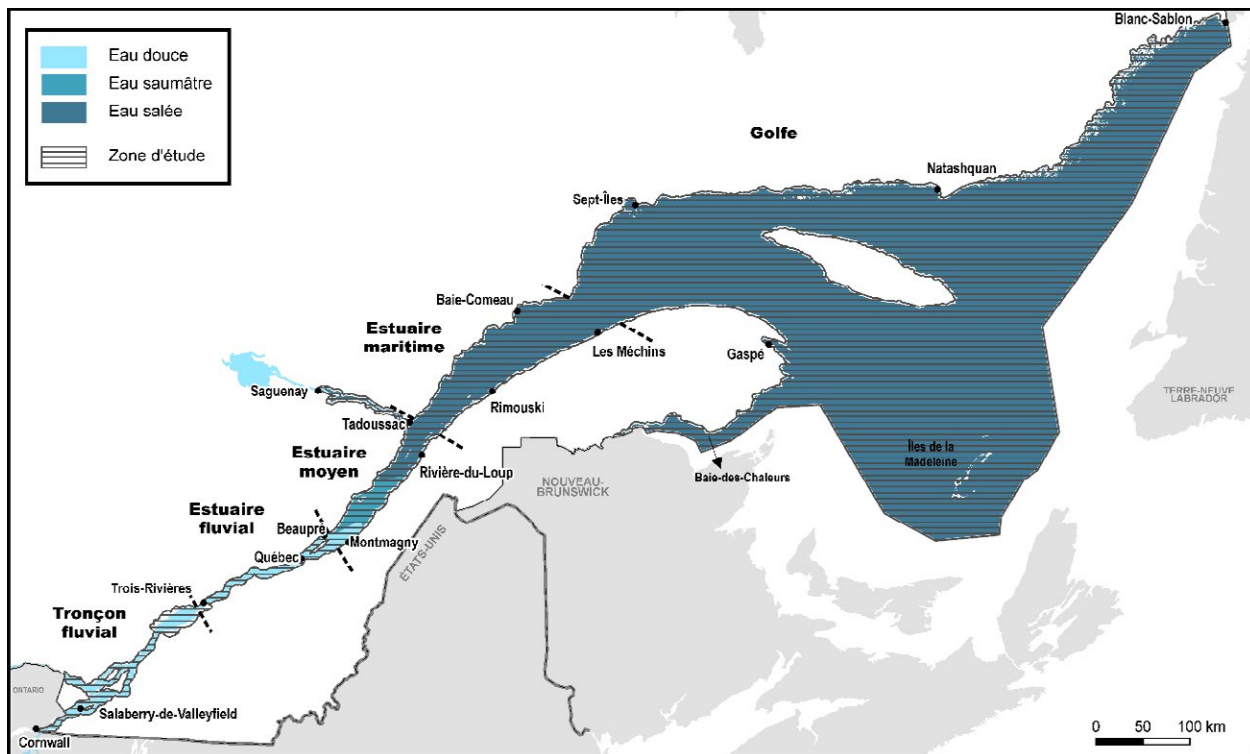 Eau douce
Eau saumâtre
Eau salée
Zone d'étude
Blanc-Sablon
Golfe
Natashquan
Sept-Îles
Baie-Comeau
Estuaire
maritime
Les Méchins
Gaspé
Saguenay
Rimouski
TERRE-NEUVE
LABRADOR
Tadoussac
Estuaire
moyen
Rivière-du-Loup
Îles de la
Madeleine
Baie-des-Chaleurs
NOUVEAU-
BRUNSWICK
Estuaire
fluvial
Beaupré
Montmagny
Québec
ÉTATS-UNIS
Trois-Rivières
Tronçon
fluvial
ONTARIO
Salaberry-de-Valleyfield
Cornwall
0 50 100 km